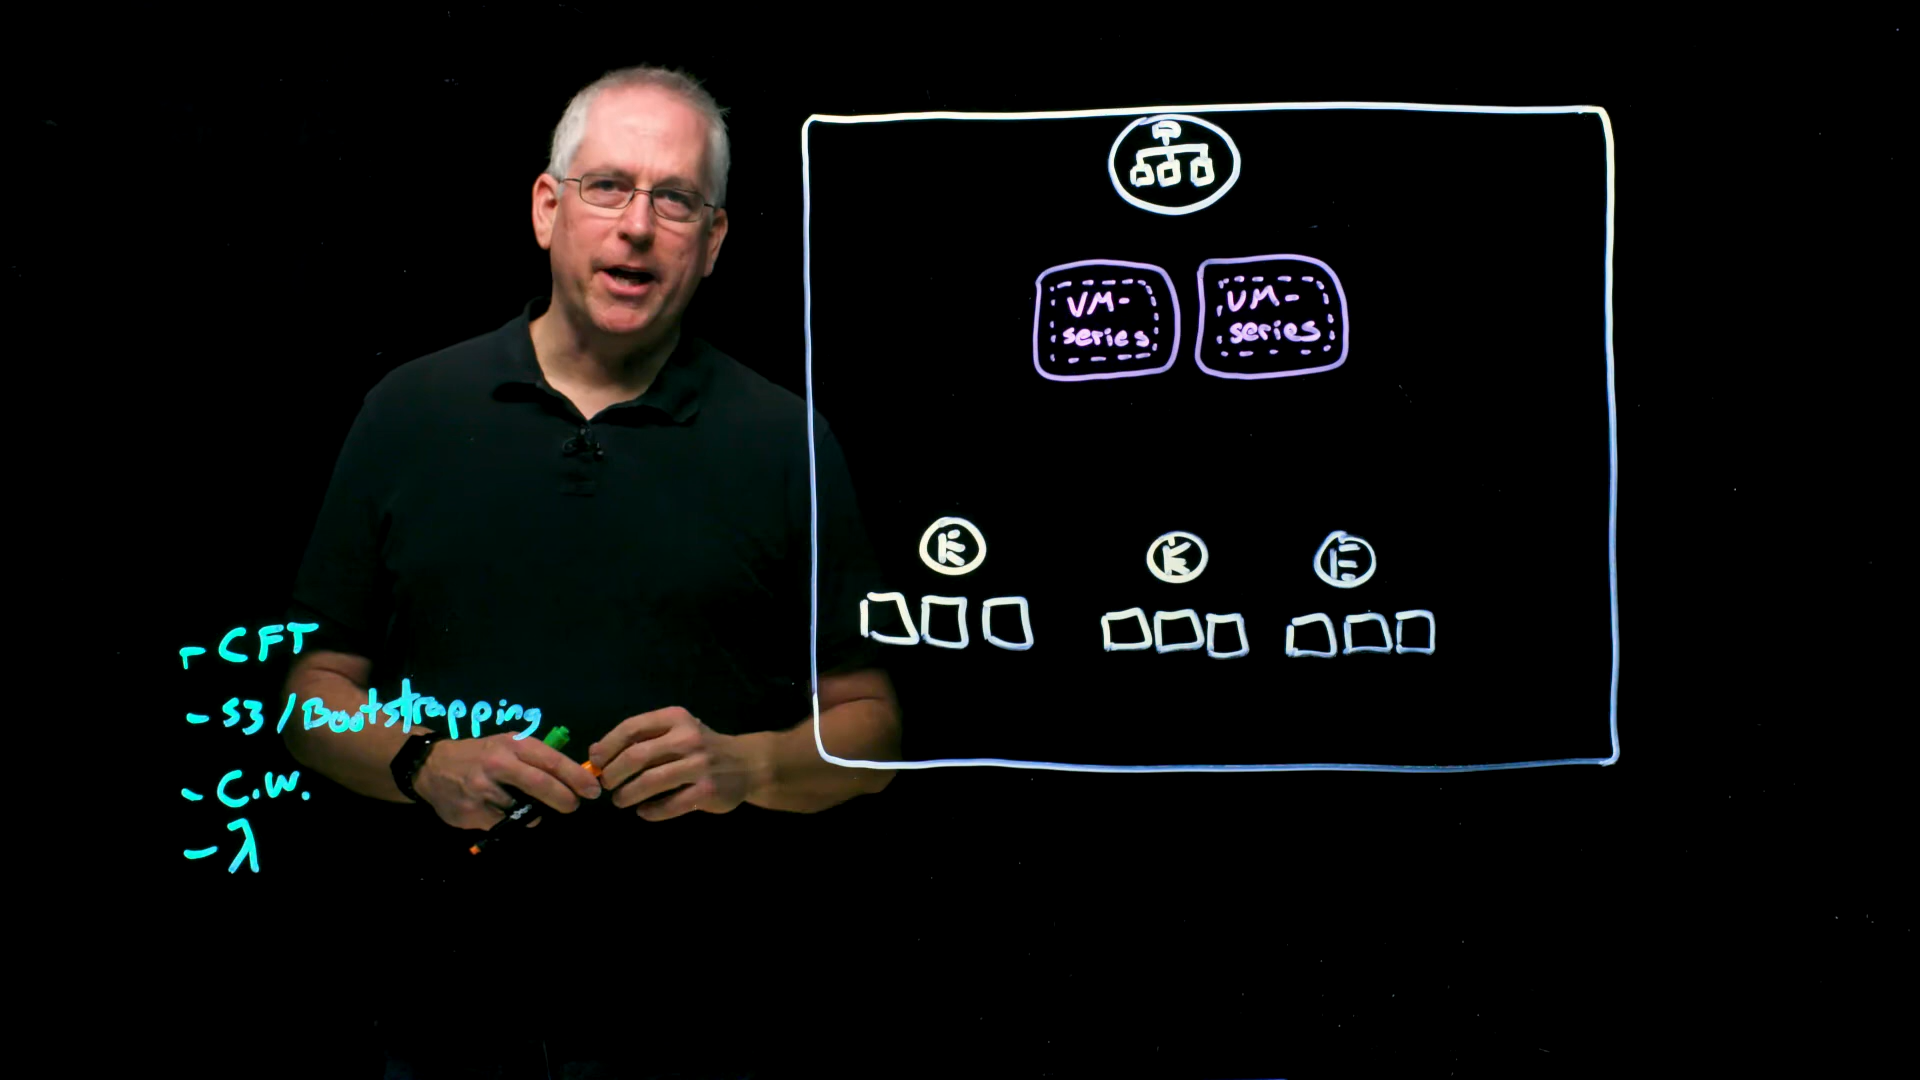 VM-
series
VM-
series
K
K
E
- CFT
- S3/Bootstrapping
- C.W.
- λ